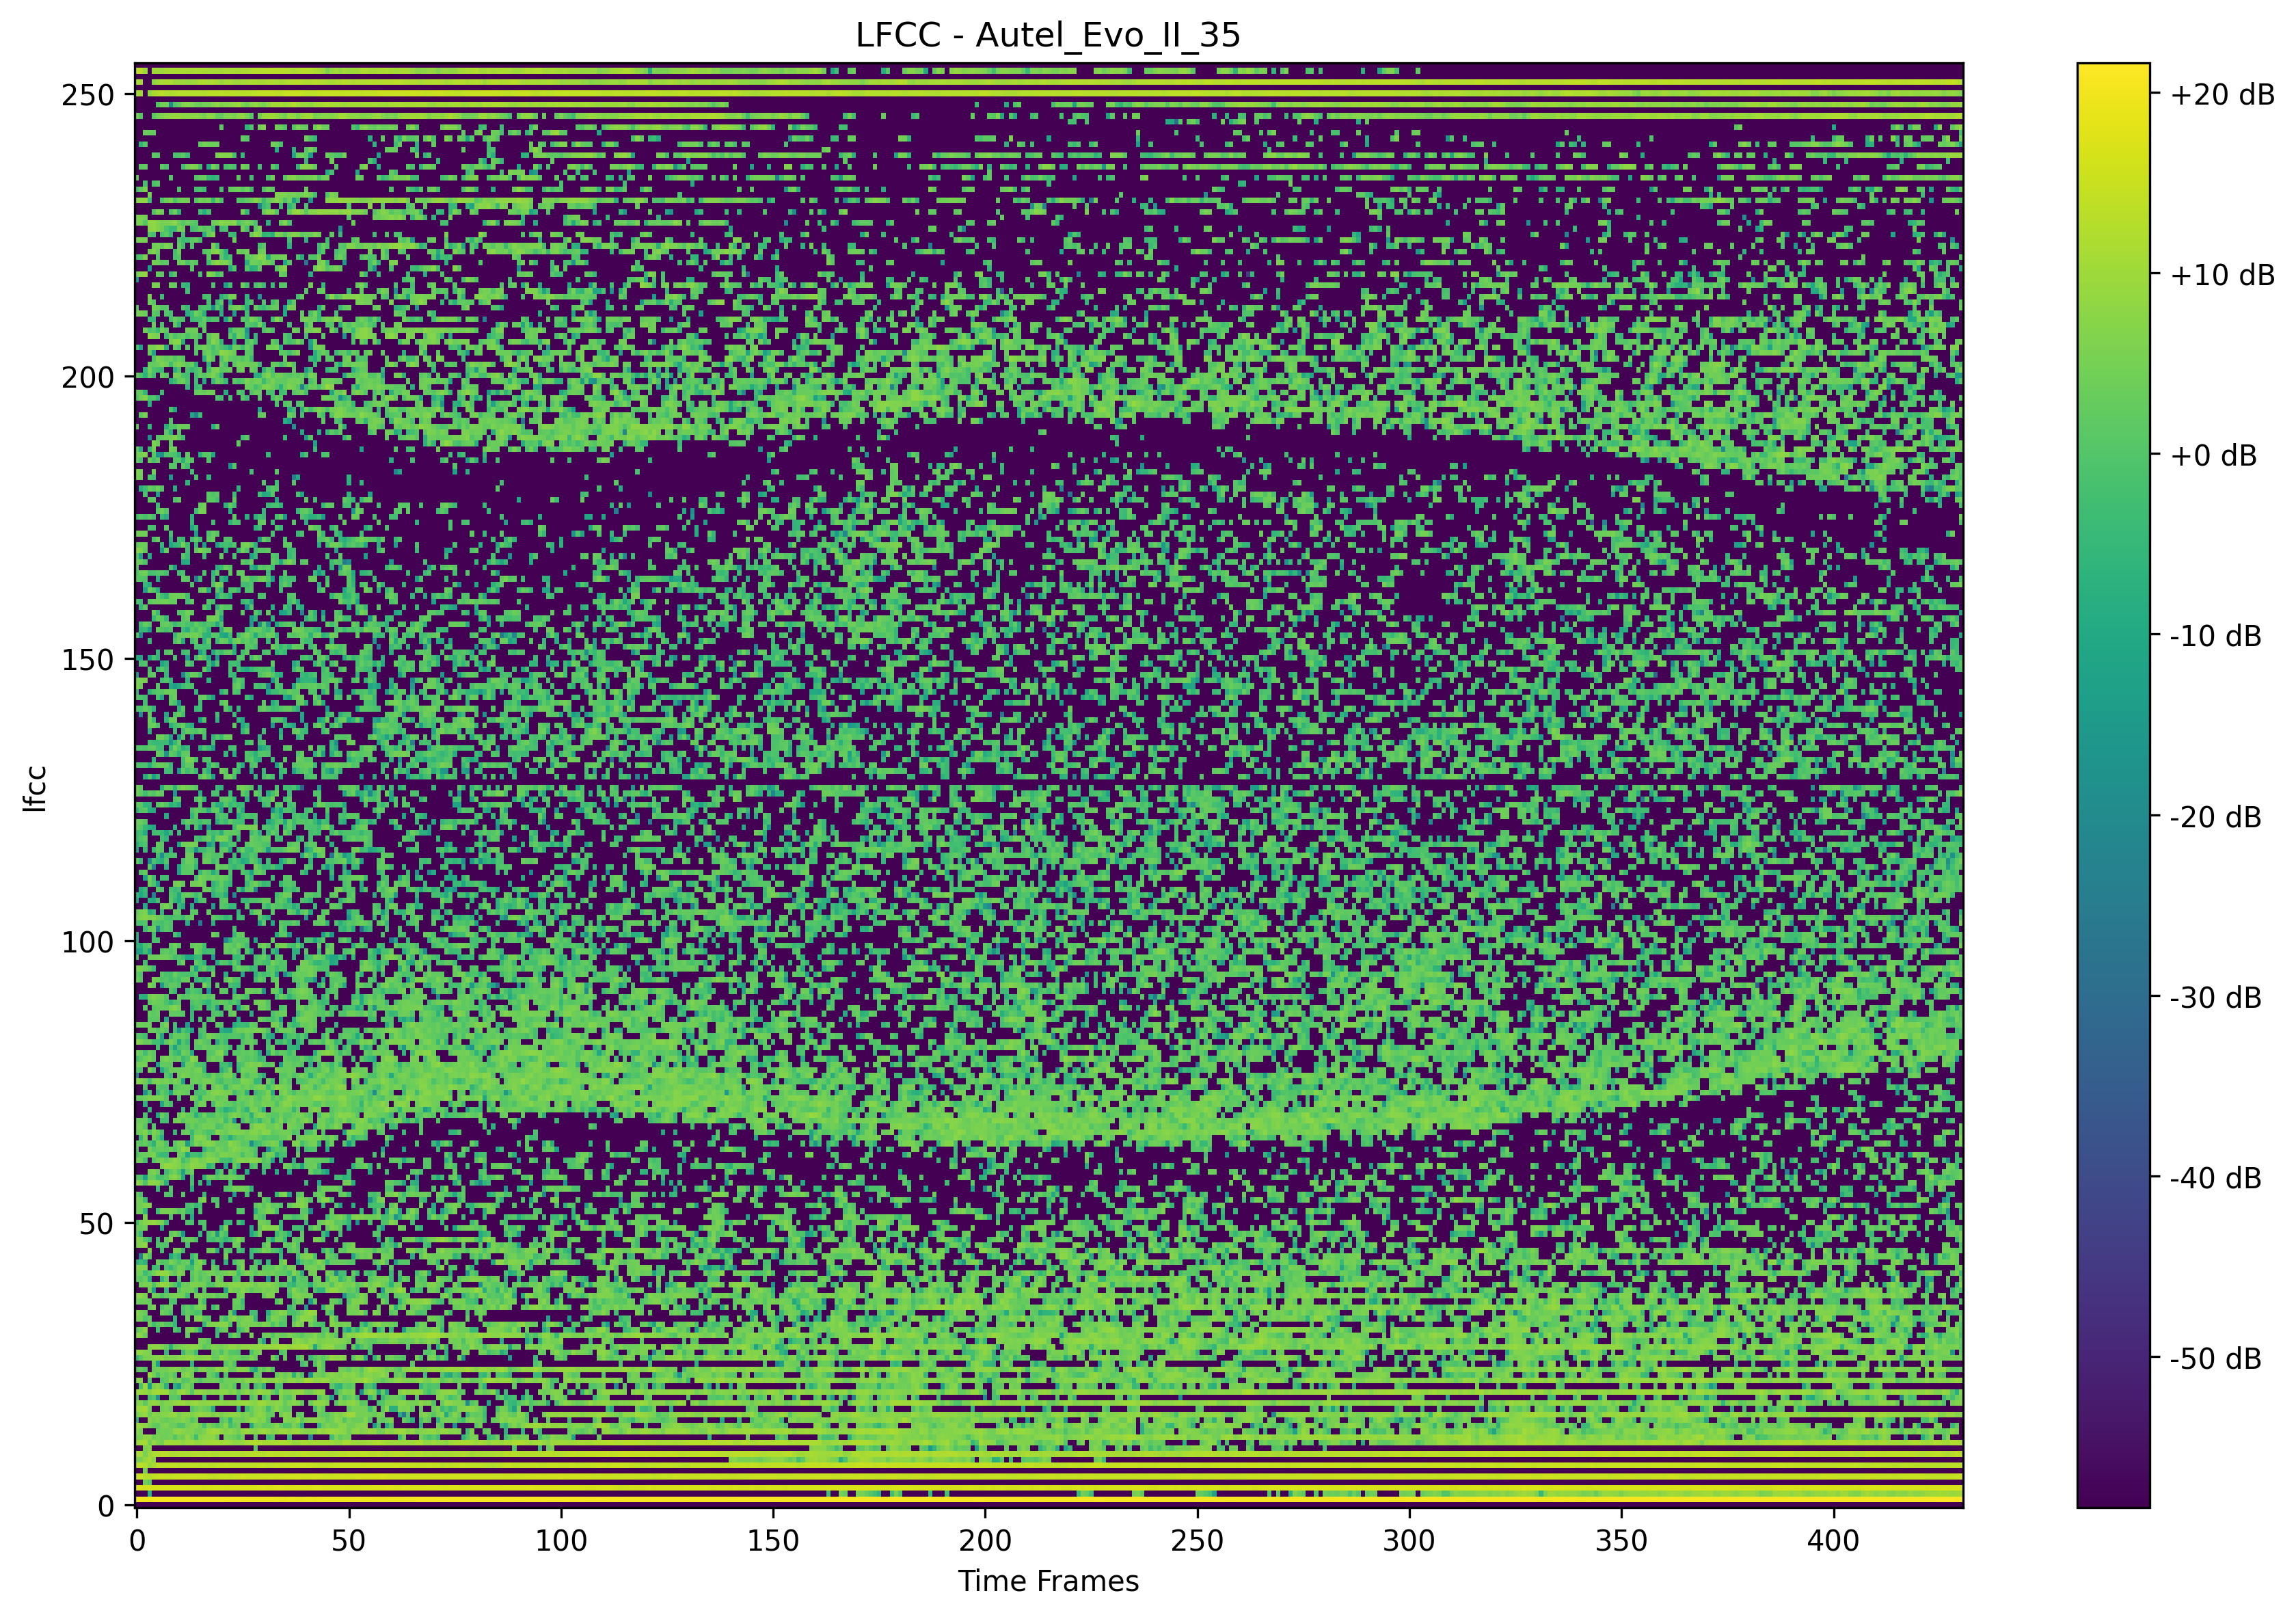 LFCC - Autel_Evo_II_35
250
200
150
100
50
0
lfcc
0 50 100 150 200 250 300 350 400
Time Frames
+20 dB
+10 dB
+0 dB
-10 dB
-20 dB
-30 dB
-40 dB
-50 dB